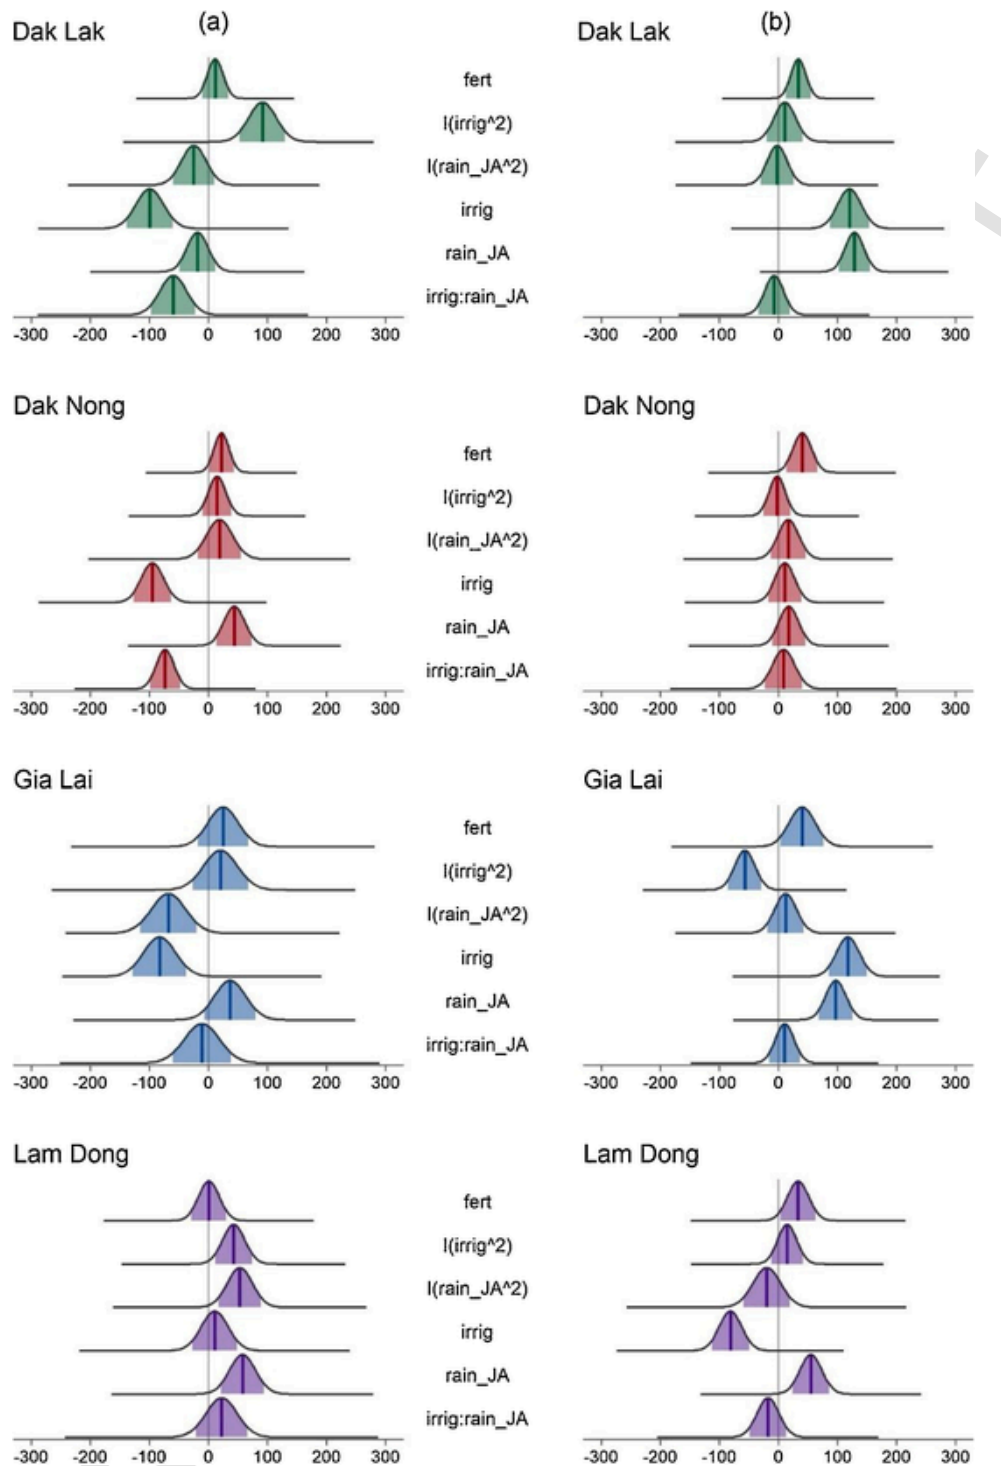 (a) (b)
Dak Lak Dak Lak
fert
I(irrig^2)
I(rain_JA^2)
irrig
rain_JA
irrig:rain_JA
-300 -200 -100 0 100 200 300 -300 -200 -100 0 100 200 300
Dak Nong Dak Nong
fert
I(irrig^2)
I(rain_JA^2)
irrig
rain_JA
irrig:rain_JA
-300 -200 -100 0 100 200 300 -300 -200 -100 0 100 200 300
Gia Lai Gia Lai
fert
I(irrig^2)
I(rain_JA^2)
irrig
rain_JA
irrig:rain_JA
-300 -200 -100 0 100 200 300 -300 -200 -100 0 100 200 300
Lam Dong Lam Dong
fert
I(irrig^2)
I(rain_JA^2)
irrig
rain_JA
irrig:rain_JA
-300 -200 -100 0 100 200 300 -300 -200 -100 0 100 200 300